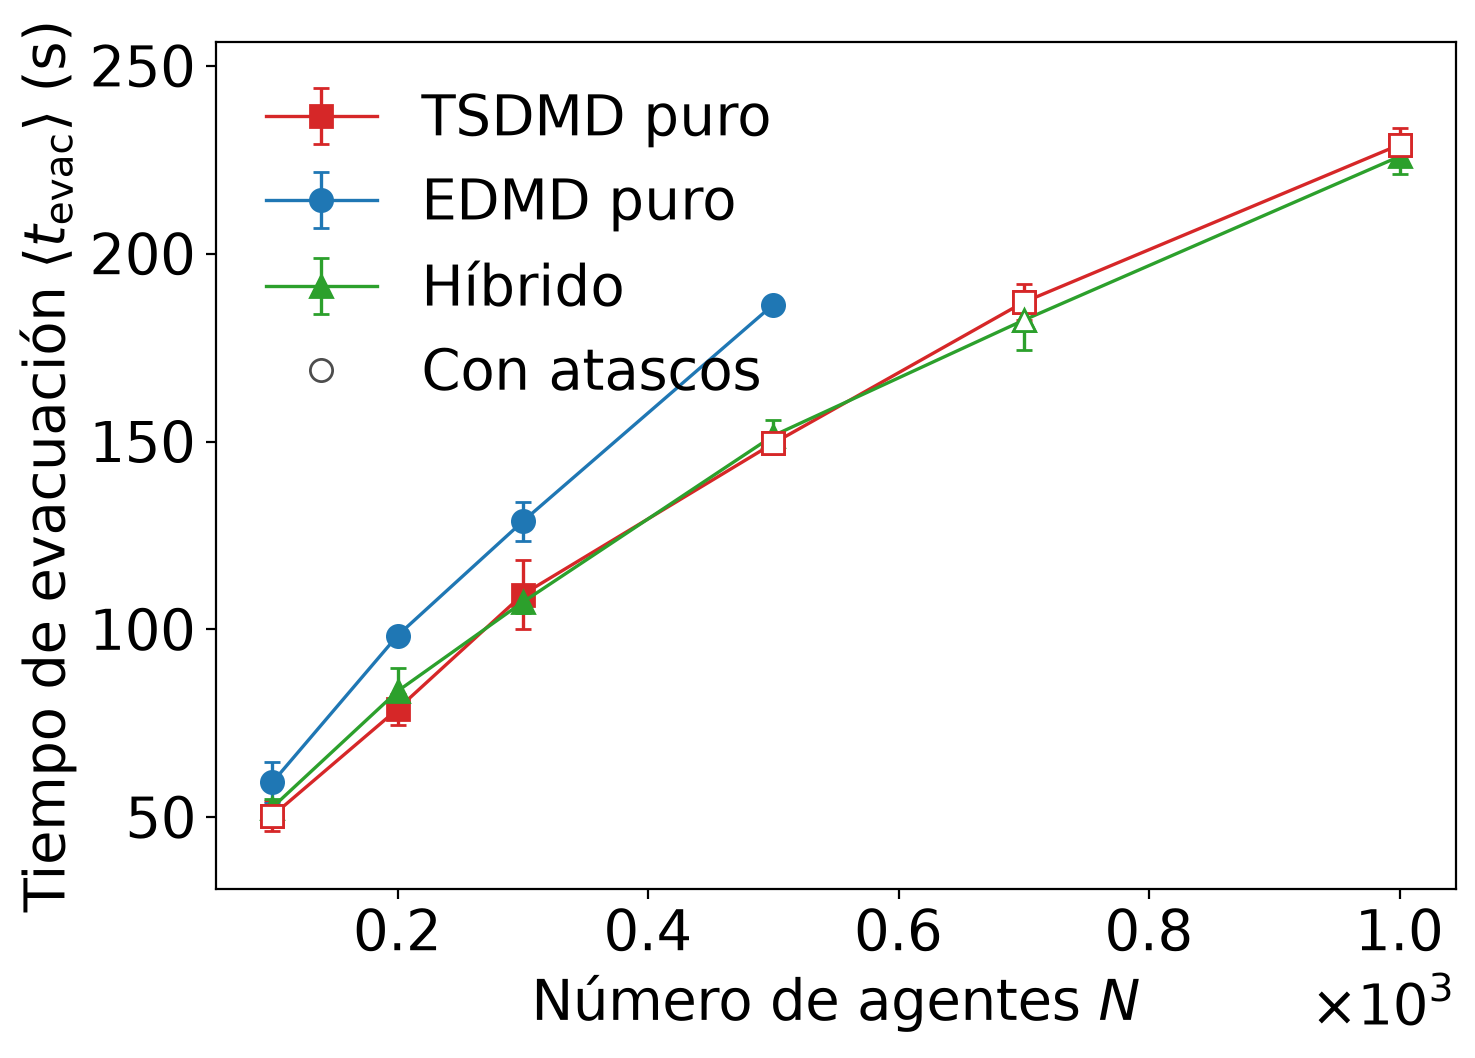 Tiempo de evacuación ⟨t_evac⟩ (s)
250
200
150
100
50
TSDMD puro
EDMD puro
Híbrido
Con atascos
0.2 0.4 0.6 0.8 1.0
Número de agentes N
×10³